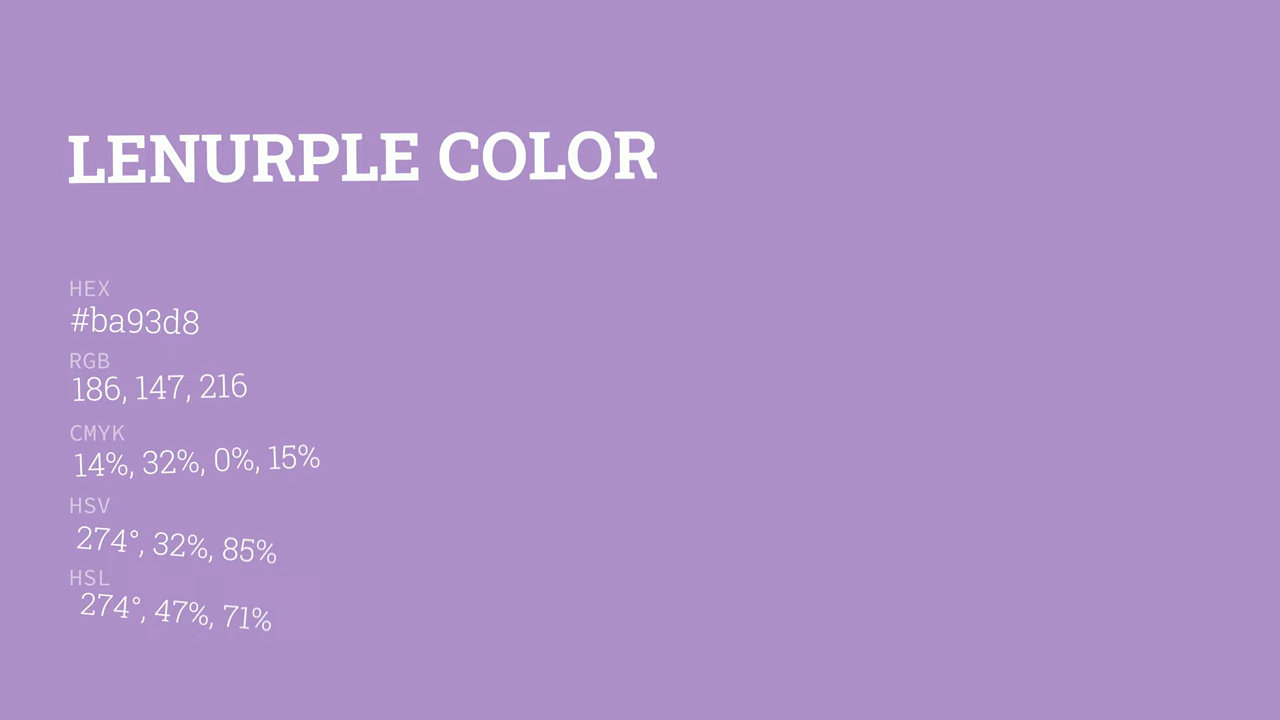 LENURPLE COLOR
HEX
#ba93d8
RGB
186, 147, 216
CMYK
14%, 32%, 0%, 15%
HSV
274°, 32%, 85%
HSL
274°, 47%, 71%